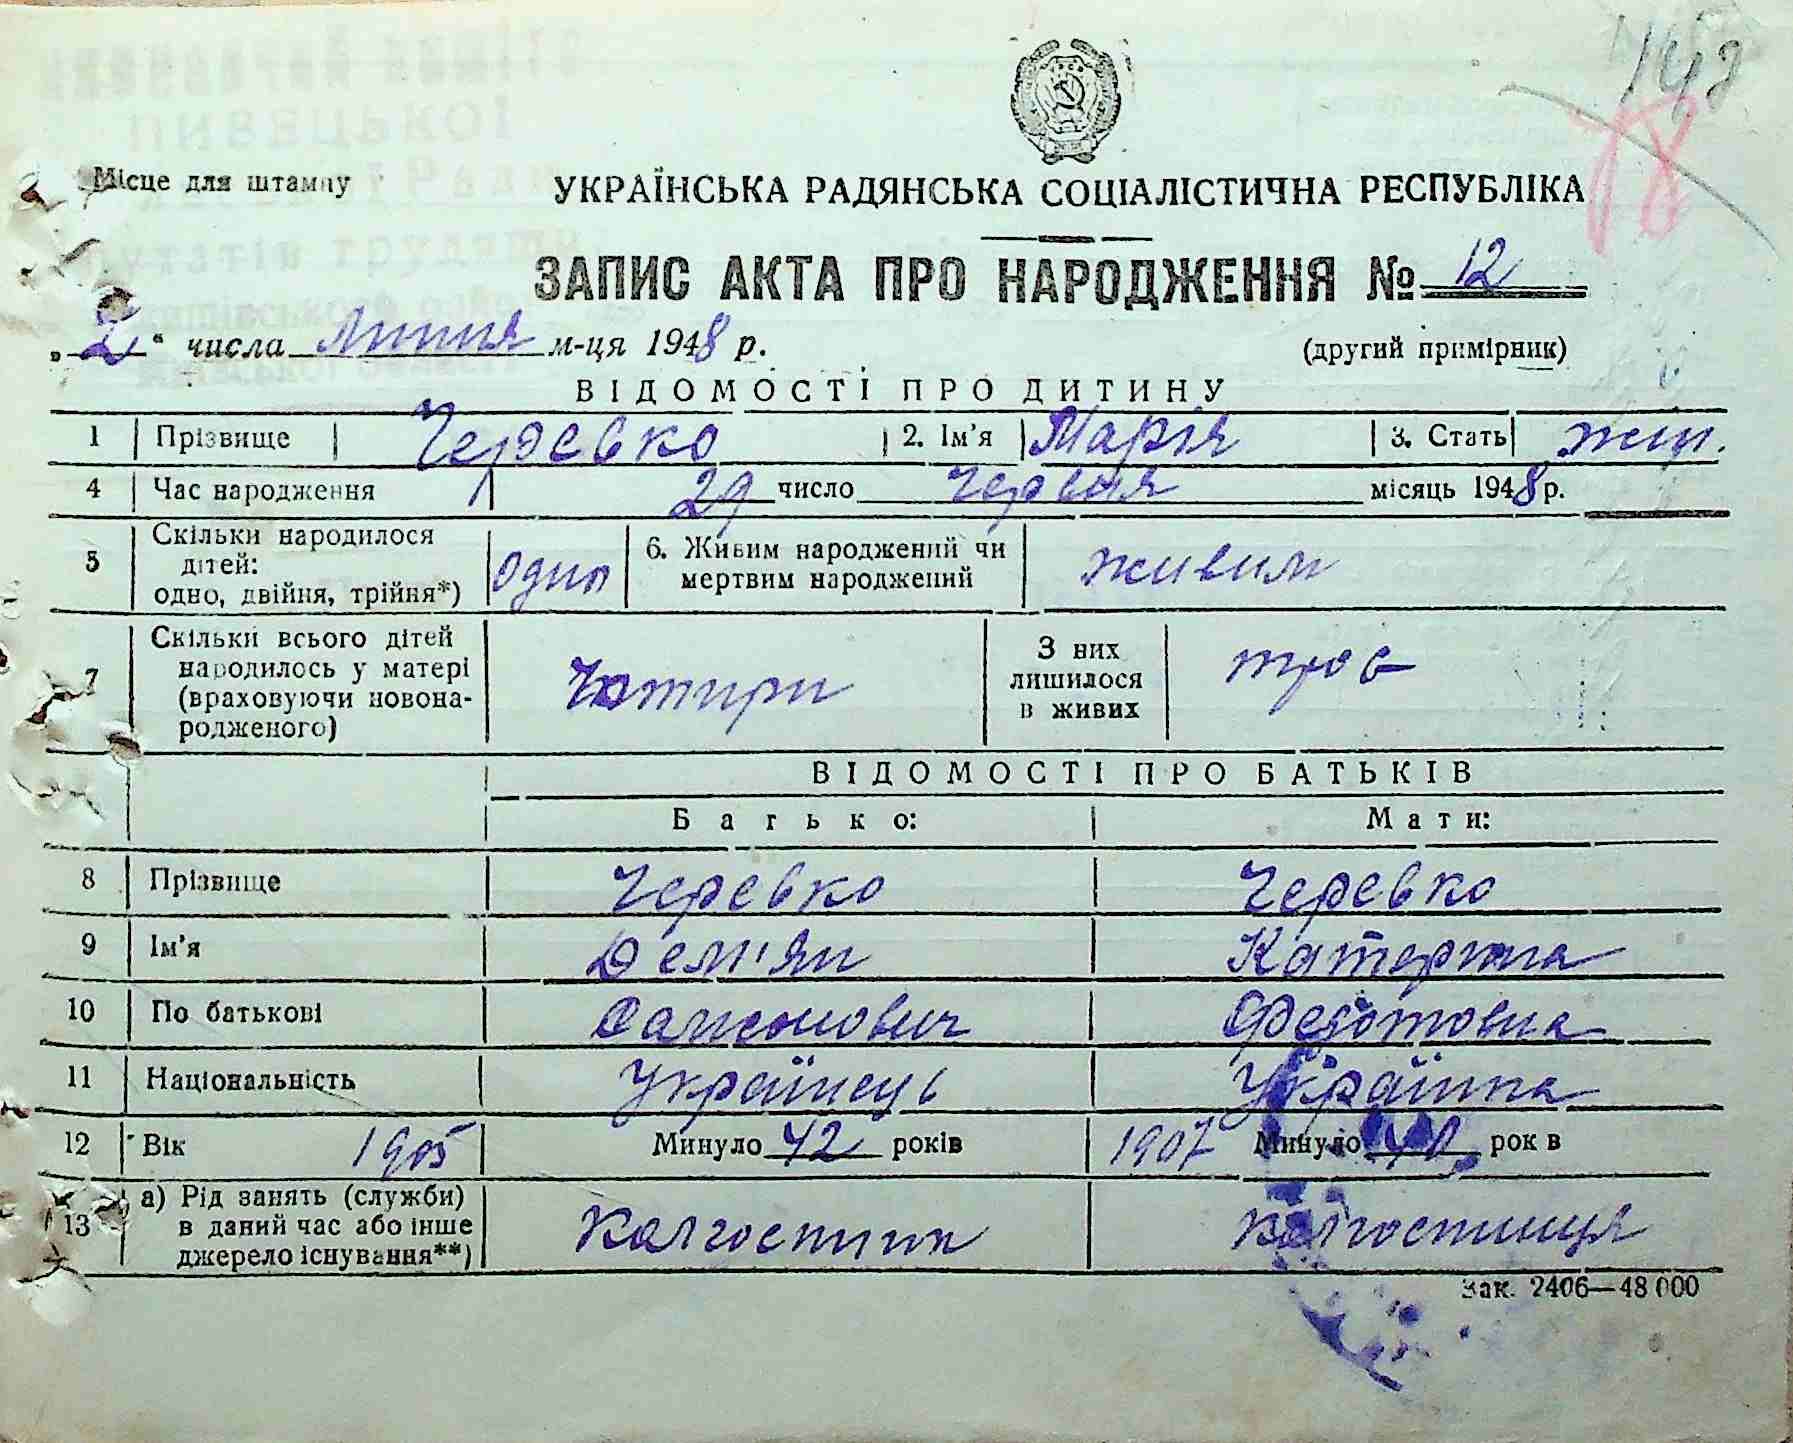 148
18
Місце для штампу
УКРАЇНСЬКА РАДЯНСЬКА СОЦІАЛІСТИЧНА РЕСПУБЛІКА
ЗАПИС АКТА ПРО НАРОДЖЕННЯ № 12
„2“ числа Липня м-ця 1948 р. (другий примірник)
ВІДОМОСТІ ПРО ДИТИНУ
1 Прізвище Черевко 2. Ім'я Марія 3. Стать жін.
4 Час народження 29 число Червня місяць 1948 р.
5 Скільки народилося дітей: одно, двійня, трійня*) один 6. Живим народжений чи мертвим народжений живим
7 Скільки всього дітей народилось у матері (враховуючи новонародженого) Чотири З них лишилося в живих троє
ВІДОМОСТІ ПРО БАТЬКІВ
Батько: Мати:
8 Прізвище Черевко Черевко
9 Ім'я Дем'ян Катерина
10 По батькові Самсонович Федотовна
11 Національність Українець Українка
12 Вік 1905 Минуло 42 років 1907 Минуло 40 рок в
13 а) Рід занять (служби) в даний час або інше джерело існування**) Колгоспник колгоспниця
Зак. 2406—48 000